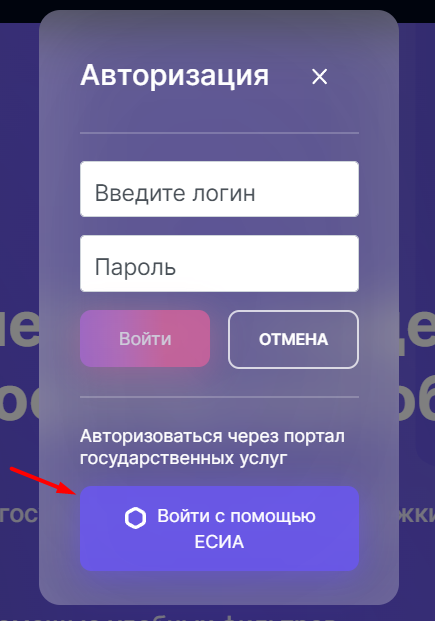 Авторизация
Введите логин
Пароль
Войти ОТМЕНА
Авторизоваться через портал
государственных услуг
Войти с помощью
ЕСИА